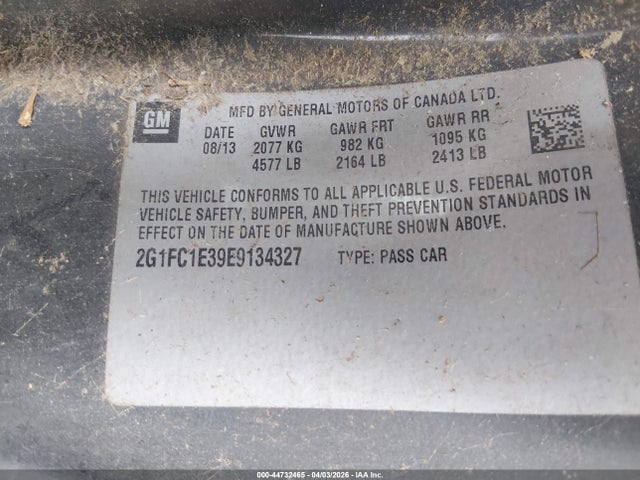 GM
MFD BY GENERAL MOTORS OF CANADA LTD.
DATE GVWR GAWR FRT GAWR RR
08/13 2077 KG 982 KG 1095 KG
4577 LB 2164 LB 2413 LB
THIS VEHICLE CONFORMS TO ALL APPLICABLE U.S. FEDERAL MOTOR
VEHICLE SAFETY, BUMPER, AND THEFT PREVENTION STANDARDS IN
EFFECT ON THE DATE OF MANUFACTURE SHOWN ABOVE.
2G1FC1E39E9134327 TYPE: PASS CAR
000-44732465 - 04/03/2026 - IAAI.com